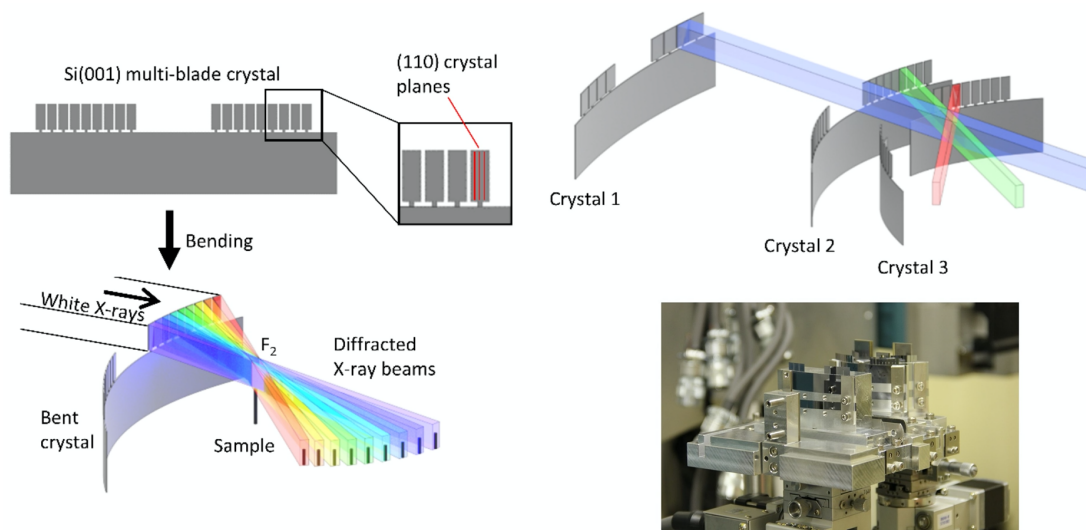 Si(001) multi-blade crystal
(110) crystal
planes
Bending
White X-rays
F2
Diffracted
X-ray beams
Bent
crystal
Sample
Crystal 1
Crystal 2
Crystal 3